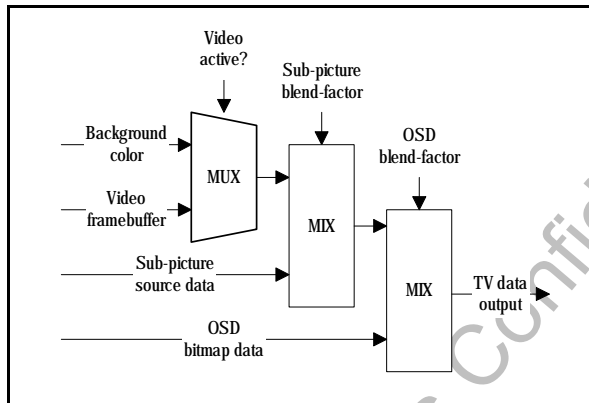 Video
active?
Sub-picture
blend-factor
OSD
blend-factor
Background
color
MUX
Video
framebuffer
MIX
Sub-picture
source data
MIX
TV data
output
OSD
bitmap data